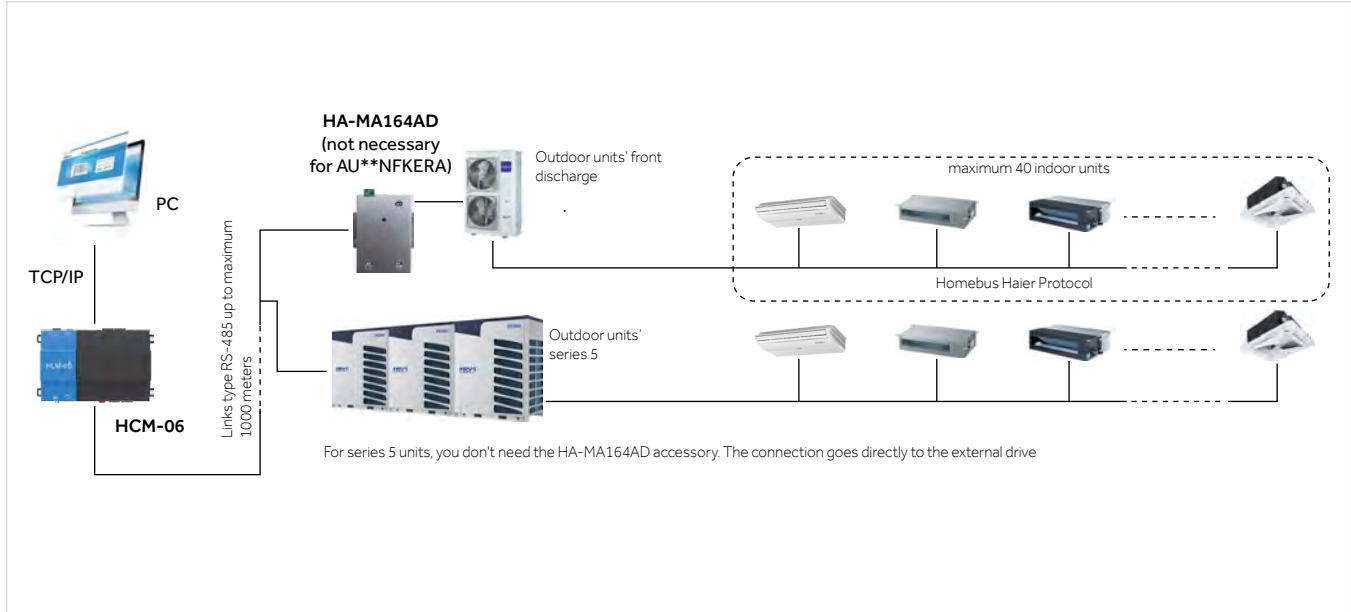 HA-MA164AD
(not necessary
for AU**NFKERA)
Outdoor units' front
discharge
maximum 40 indoor units
PC
TCP/IP
Links type RS-485 up to maximum
1000 meters
Homebus Haier Protocol
HCM-06
HCM-06
Outdoor units'
series 5
For series 5 units, you don't need the HA-MA164AD accessory. The connection goes directly to the external drive